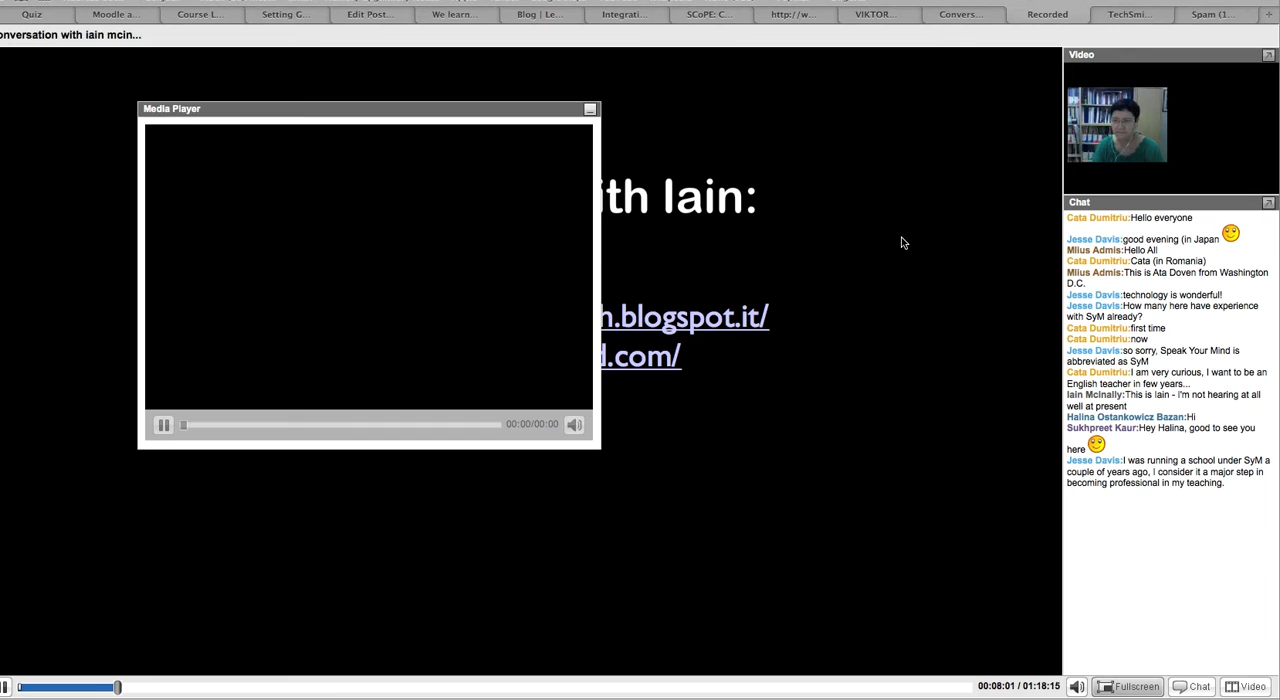 Quiz
Moodle a...
Course L...
Setting G...
Edit Post...
We learn...
Blog | Le...
Integrati...
SCoPE: C...
http://w...
VIKTOR...
Convers...
Recorded
TechSmi...
Spam (1...
+
onversation with iain mcin...
Media Player
ith Iain:
h.blogspot.it/
d.com/
00:00/00:00
Video
Chat
Cata Dumitriu:Hello everyone
Jesse Davis:good evening (in Japan
MIius Admis:Hello All
Cata Dumitriu:Cata (in Romania)
MIius Admis:This is Ata Doven from Washington
D.C.
Jesse Davis:technology is wonderful!
Jesse Davis:How many here have experience
with SyM already?
Cata Dumitriu:first time
Cata Dumitriu:now
Jesse Davis:so sorry, Speak Your Mind is
abbreviated as SyM
Cata Dumitriu:I am very curious, I want to be an
English teacher in few years...
Iain McInally:This is Iain - I'm not hearing at all
well at present
Halina Ostankowicz Bazan:Hi
Sukhpreet Kaur:Hey Halina, good to see you
here
Jesse Davis:I was running a school under SyM a
couple of years ago, I consider it a major step in
becoming professional in my teaching.
00:08:01 / 01:18:15
Fullscreen
Chat
Video